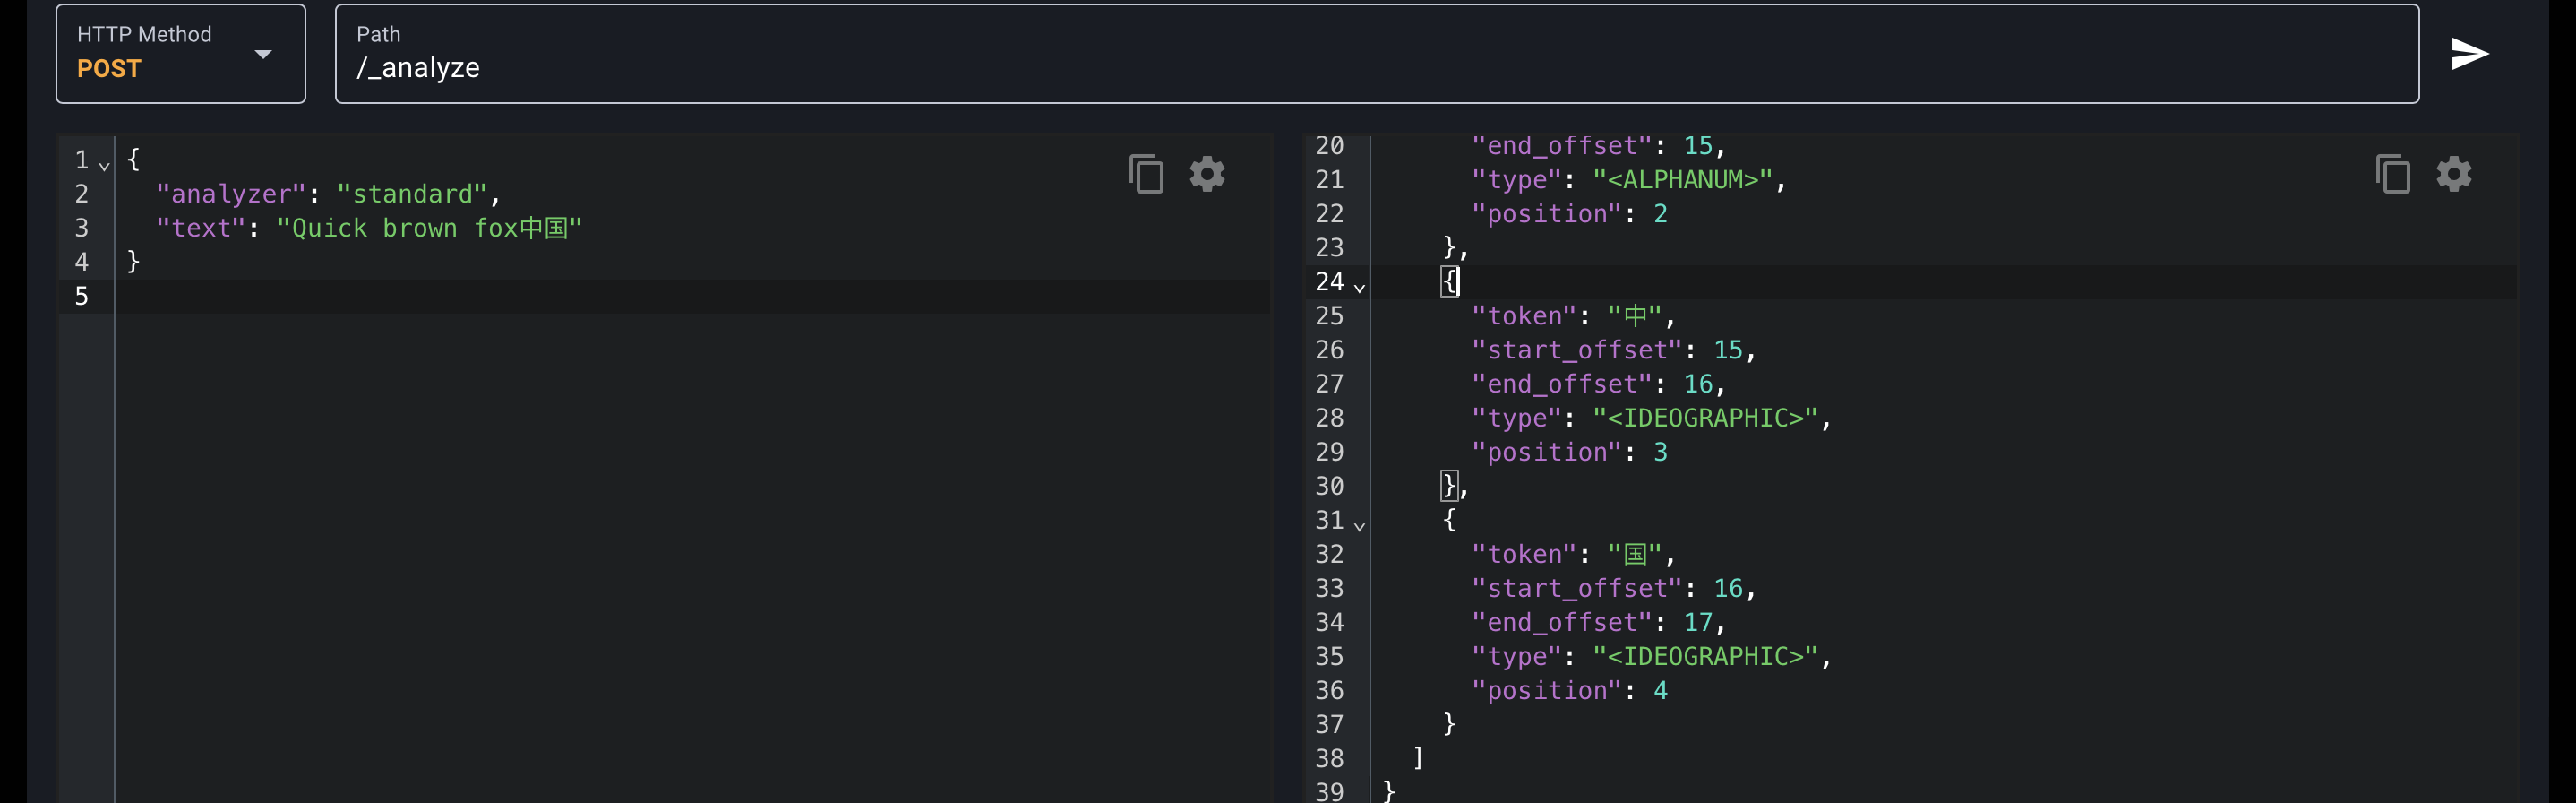 HTTP Method
POST
Path
/_analyze
1 {
2 "analyzer": "standard",
3 "text": "Quick brown fox中国"
4 }
5
20 "end_offset": 15,
21 "type": "<ALPHANUM>",
22 "position": 2
23 },
24 {
25 "token": "中",
26 "start_offset": 15,
27 "end_offset": 16,
28 "type": "<IDEOGRAPHIC>",
29 "position": 3
30 },
31 {
32 "token": "国",
33 "start_offset": 16,
34 "end_offset": 17,
35 "type": "<IDEOGRAPHIC>",
36 "position": 4
37 }
38 ]
39 }